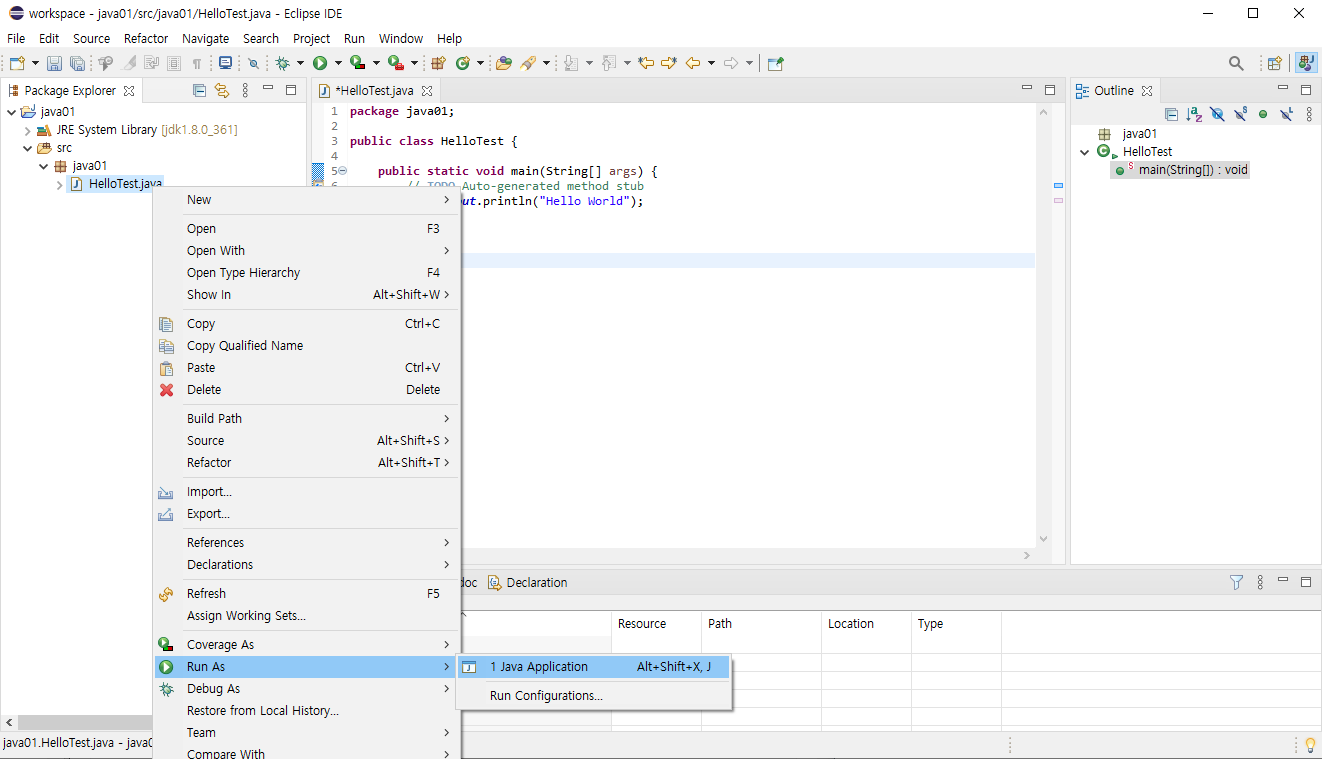 workspace - java01/src/java01/HelloTest.java - Eclipse IDE
File Edit Source Refactor Navigate Search Project Run Window Help
Package Explorer
java01
JRE System Library [jdk1.8.0_361]
src
java01
HelloTest.java
*HelloTest.java
1 package java01;
2
3 public class HelloTest {
4
5 public static void main(String[] args) {
// TODO Auto-generated method stub
.println("Hello World");
Outline
java01
HelloTest
main(String[]) : void
New
Open F3
Open With
Open Type Hierarchy F4
Show In Alt+Shift+W
Copy Ctrl+C
Copy Qualified Name
Paste Ctrl+V
Delete Delete
Build Path
Source Alt+Shift+S
Refactor Alt+Shift+T
Import...
Export...
References
Declarations
Refresh F5
Assign Working Sets...
Coverage As
Run As
Debug As
Restore from Local History...
Team
Compare With
1 Java Application Alt+Shift+X, J
Run Configurations...
Declaration
Resource Path Location Type
java01.HelloTest.java - java0